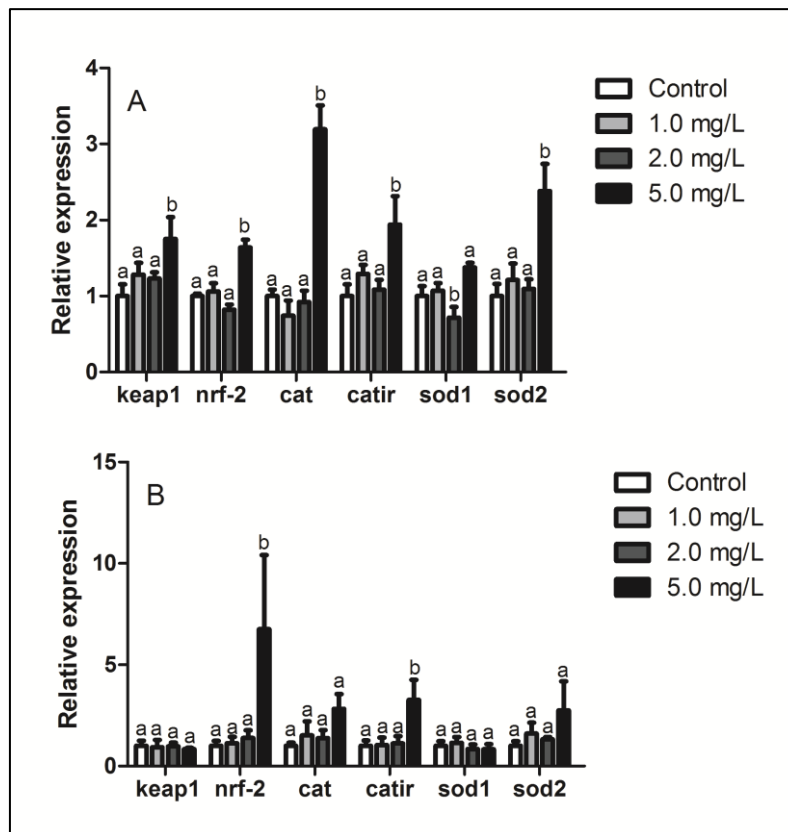 A
Relative expression
4
3
2
1
0
a a a b
a a a b
a a a b
a a a b
a a b a
a a a b
keap1 nrf-2 cat catir sod1 sod2
Control
1.0 mg/L
2.0 mg/L
5.0 mg/L
B
Relative expression
15
10
5
0
a a a a
a a a b
a a a a
a a a b
a a a a
a a a a
keap1 nrf-2 cat catir sod1 sod2
Control
1.0 mg/L
2.0 mg/L
5.0 mg/L